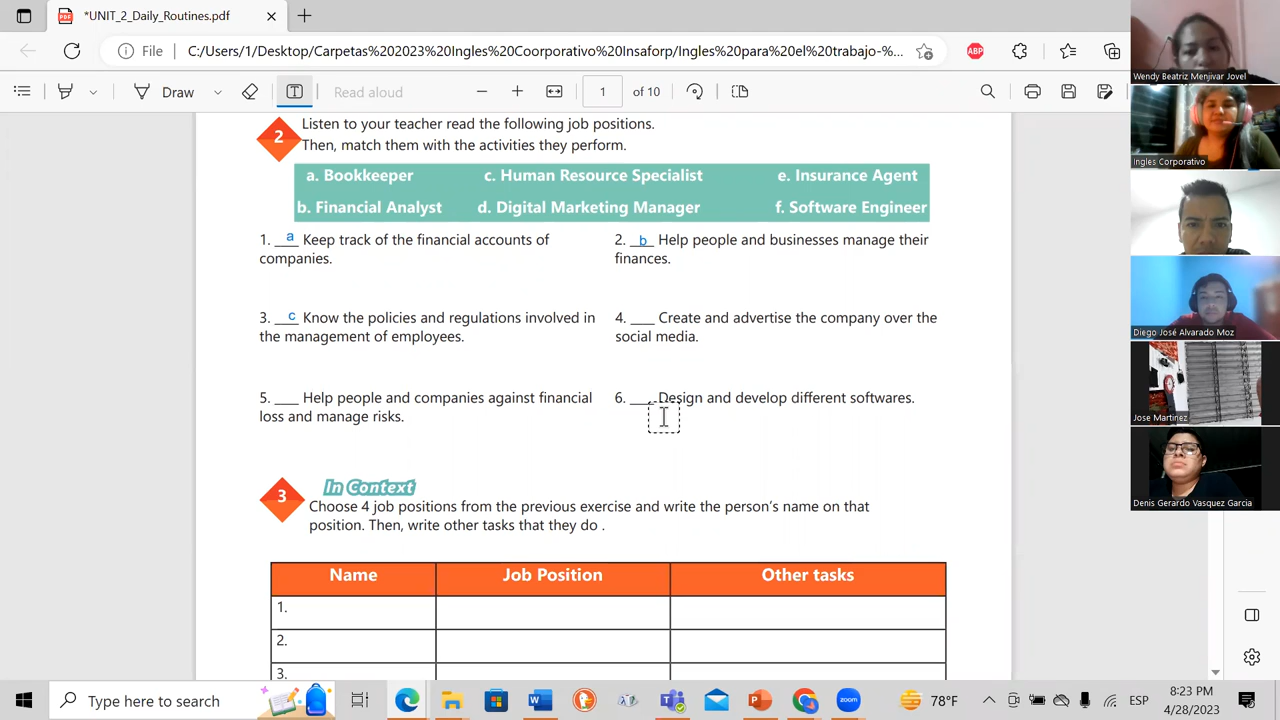 *UNIT_2_Daily_Routines.pdf
File
C:/Users/1/Desktop/Carpetas%202023%20Ingles%20Coorporativo%20Insaforp/Ingles%20para%20el%20trabajo-%...
ABP
Draw
Read aloud
1
of 10
2
Listen to your teacher read the following job positions.
Then, match them with the activities they perform.
a. Bookkeeper c. Human Resource Specialist e. Insurance Agent
b. Financial Analyst d. Digital Marketing Manager f. Software Engineer
1. a Keep track of the financial accounts of
companies.
2. b Help people and businesses manage their
finances.
3. c Know the policies and regulations involved in
the management of employees.
4. ___ Create and advertise the company over the
social media.
5. ___ Help people and companies against financial
loss and manage risks.
6. ___ Design and develop different softwares.
3
In Context
Choose 4 job positions from the previous exercise and write the person's name on that
position. Then, write other tasks that they do .
Name Job Position Other tasks
1.
2.
3.
Wendy Beatriz Menjivar Jovel
Ingles Corporativo
Diego José Alvarado Moz
Jose Martinez
Denis Gerardo Vasquez Garcia
Type here to search
zoom
78°F
ESP
8:23 PM
4/28/2023